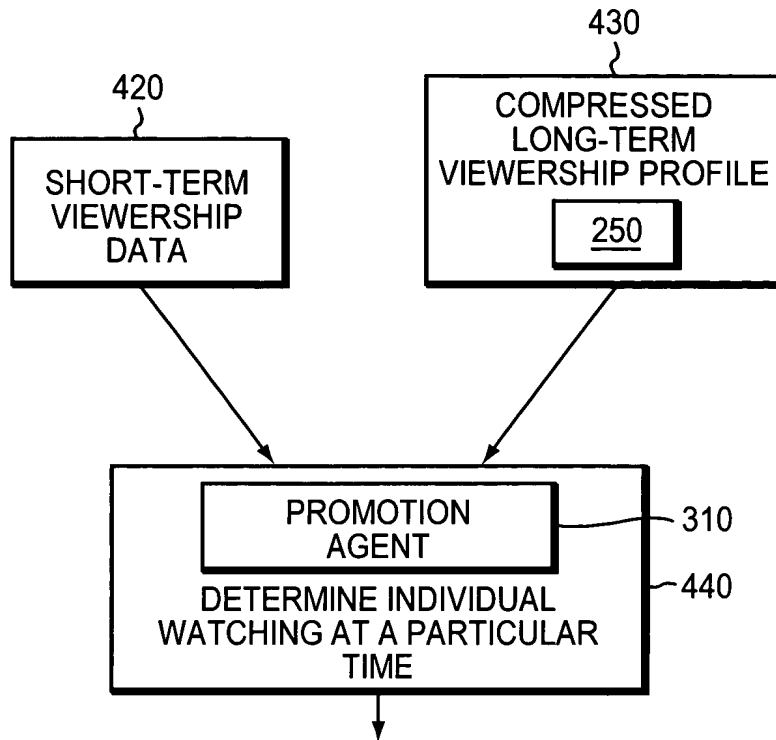 420
SHORT-TERM
VIEWERSHIP
DATA
430
COMPRESSED
LONG-TERM
VIEWERSHIP PROFILE
250
PROMOTION
AGENT
310
DETERMINE INDIVIDUAL
WATCHING AT A PARTICULAR
TIME
440